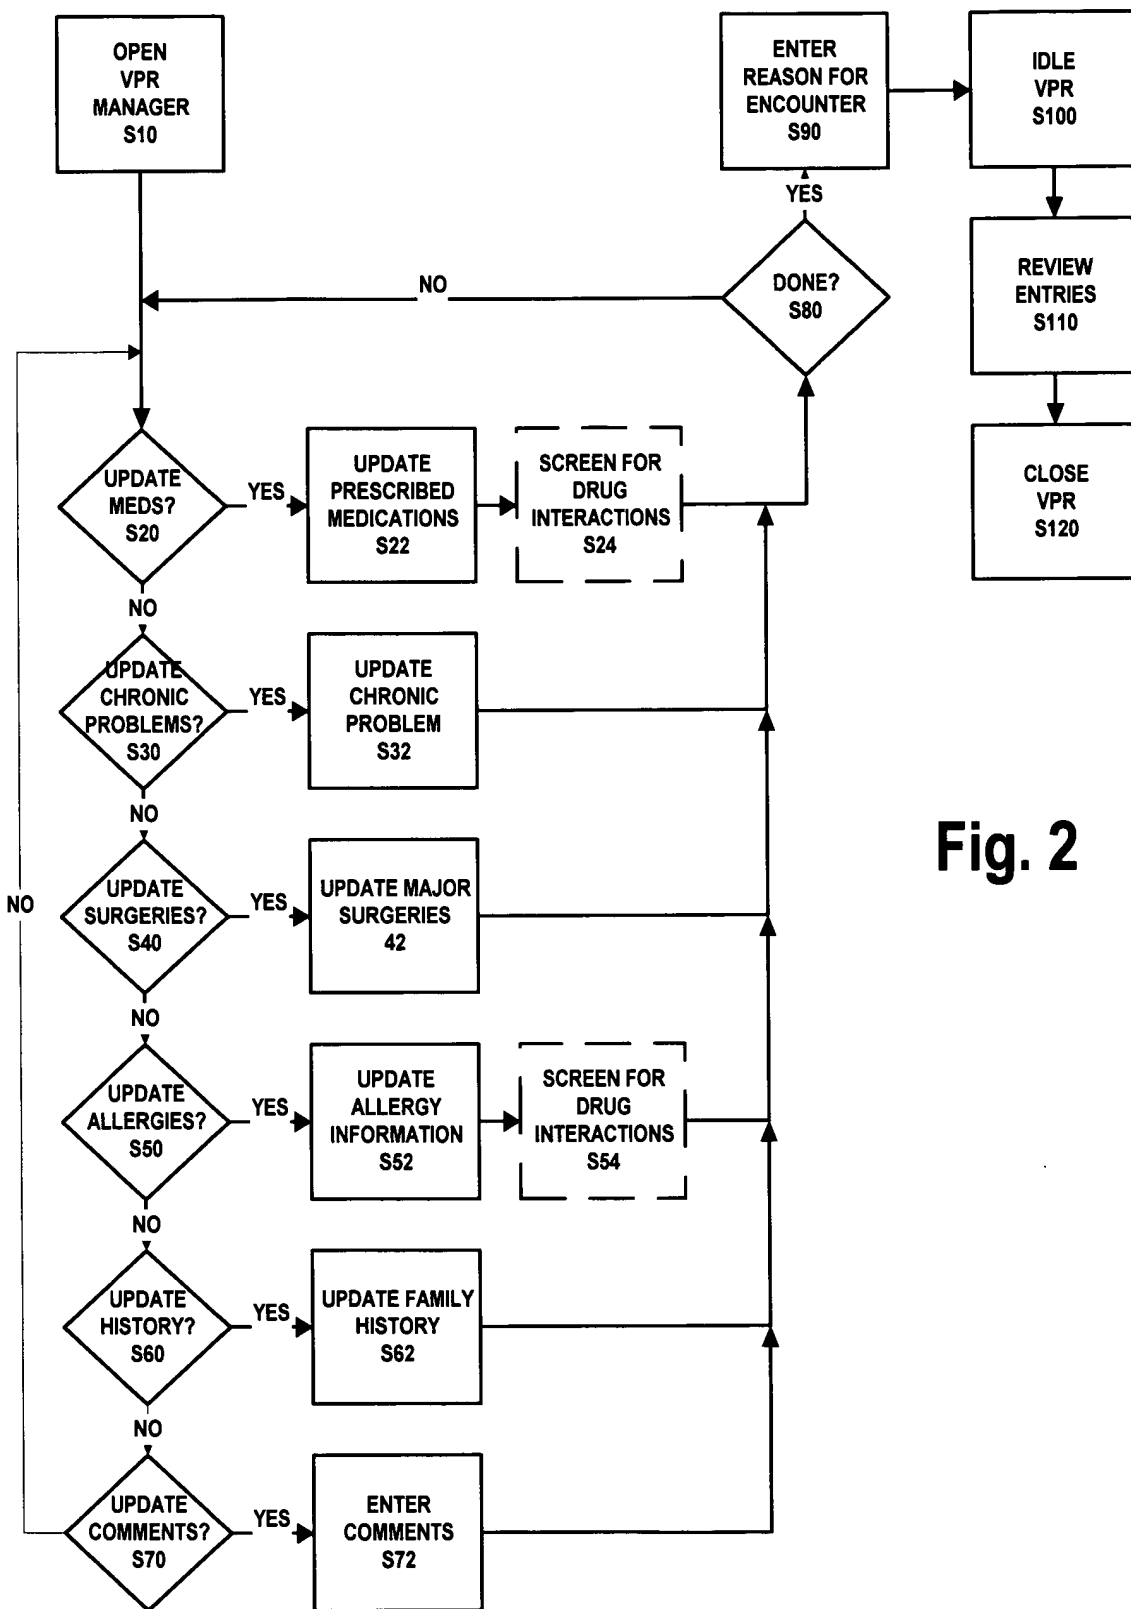 OPEN
VPR
MANAGER
S10
ENTER
REASON FOR
ENCOUNTER
S90
IDLE
VPR
S100
YES
DONE?
S80
NO
REVIEW
ENTRIES
S110
CLOSE
VPR
S120
UPDATE
MEDS?
S20
YES
UPDATE
PRESCRIBED
MEDICATIONS
S22
SCREEN FOR
DRUG
INTERACTIONS
S24
NO
UPDATE
CHRONIC
PROBLEMS?
S30
YES
UPDATE
CHRONIC
PROBLEM
S32
NO
UPDATE
SURGERIES?
S40
YES
UPDATE MAJOR
SURGERIES
42
Fig. 2
NO
NO
UPDATE
ALLERGIES?
S50
YES
UPDATE
ALLERGY
INFORMATION
S52
SCREEN FOR
DRUG
INTERACTIONS
S54
NO
UPDATE
HISTORY?
S60
YES
UPDATE FAMILY
HISTORY
S62
NO
UPDATE
COMMENTS?
S70
YES
ENTER
COMMENTS
S72